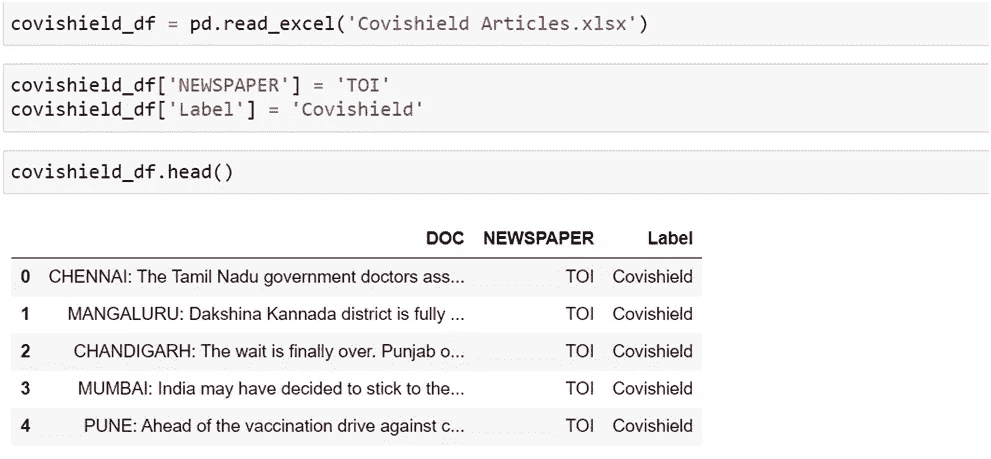 covishield_df = pd.read_excel('Covishield Articles.xlsx')
covishield_df['NEWSPAPER'] = 'TOI'
covishield_df['Label'] = 'Covishield'
covishield_df.head()
DOC NEWSPAPER Label
0 CHENNAI: The Tamil Nadu government doctors ass... TOI Covishield
1 MANGALURU: Dakshina Kannada district is fully ... TOI Covishield
2 CHANDIGARH: The wait is finally over. Punjab o... TOI Covishield
3 MUMBAI: India may have decided to stick to the... TOI Covishield
4 PUNE: Ahead of the vaccination drive against c... TOI Covishield